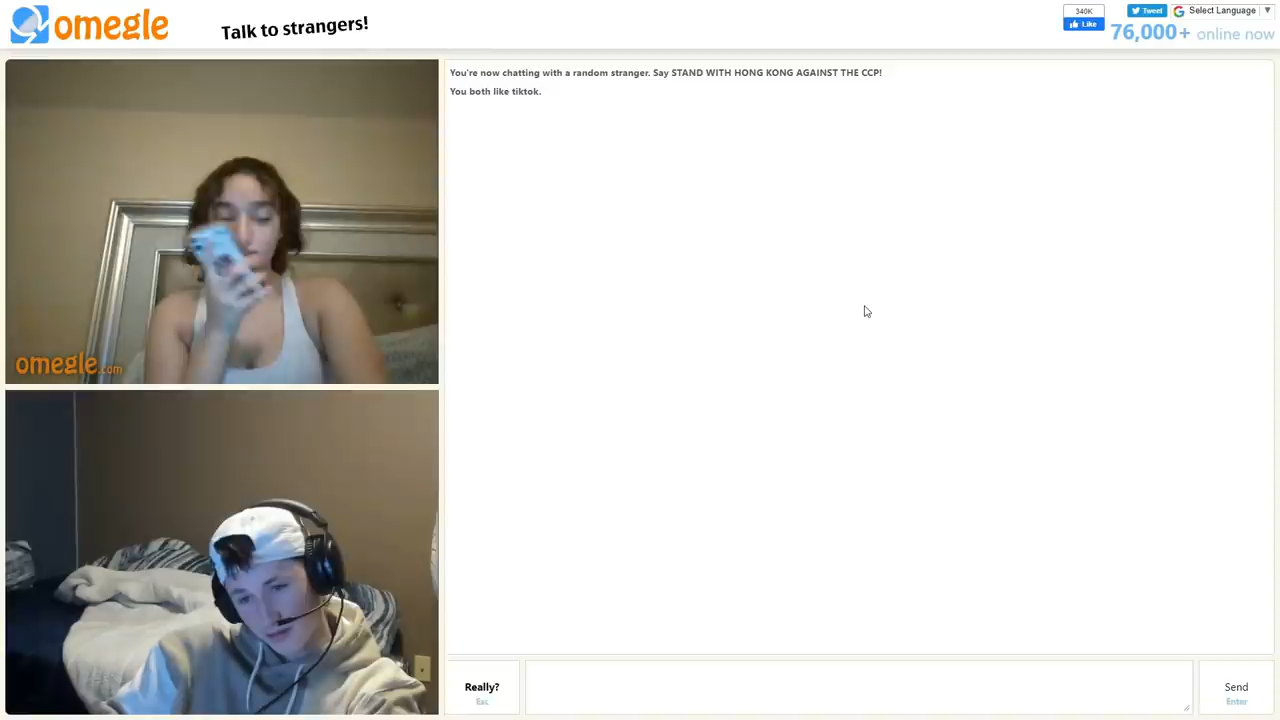 omegle
Talk to strangers!
340K
Like
Tweet
Select Language ▼
76,000+ online now
You're now chatting with a random stranger. Say STAND WITH HONG KONG AGAINST THE CCP!
You both like tiktok.
omegle.com
Really?
Esc
Send
Enter